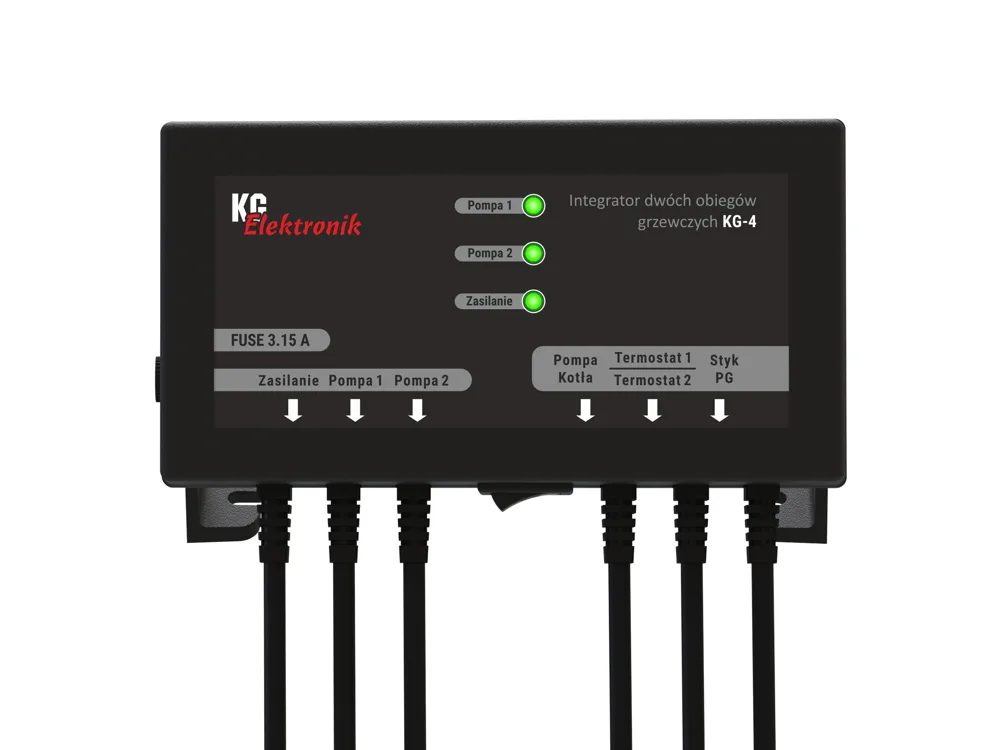 KG
Elektronik
Pompa 1
Pompa 2
Zasilanie
Integrator dwóch obiegów
grzewczych KG-4
FUSE 3.15 A
Zasilanie Pompa 1 Pompa 2
Pompa
Kotła
Termostat 1
Termostat 2
Styk
PG